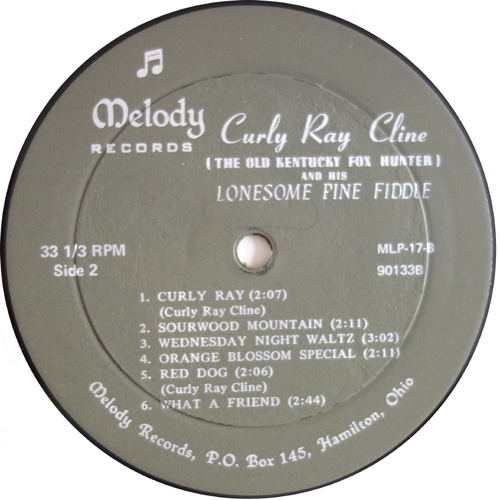 Melody
RECORDS
Curly Ray Cline
(THE OLD KENTUCKY FOX HUNTER)
AND HIS
LONESOME PINE FIDDLE
33 1/3 RPM
Side 2
MLP-17-B
90133B
1. CURLY RAY (2:07)
(Curly Ray Cline)
2. SOURWOOD MOUNTAIN (2:11)
3. WEDNESDAY NIGHT WALTZ (3:02)
4. ORANGE BLOSSOM SPECIAL (2:11)
5. RED DOG (2:06)
(Curly Ray Cline)
6. WHAT A FRIEND (2:44)
Melody Records, P.O. Box 145, Hamilton, Ohio